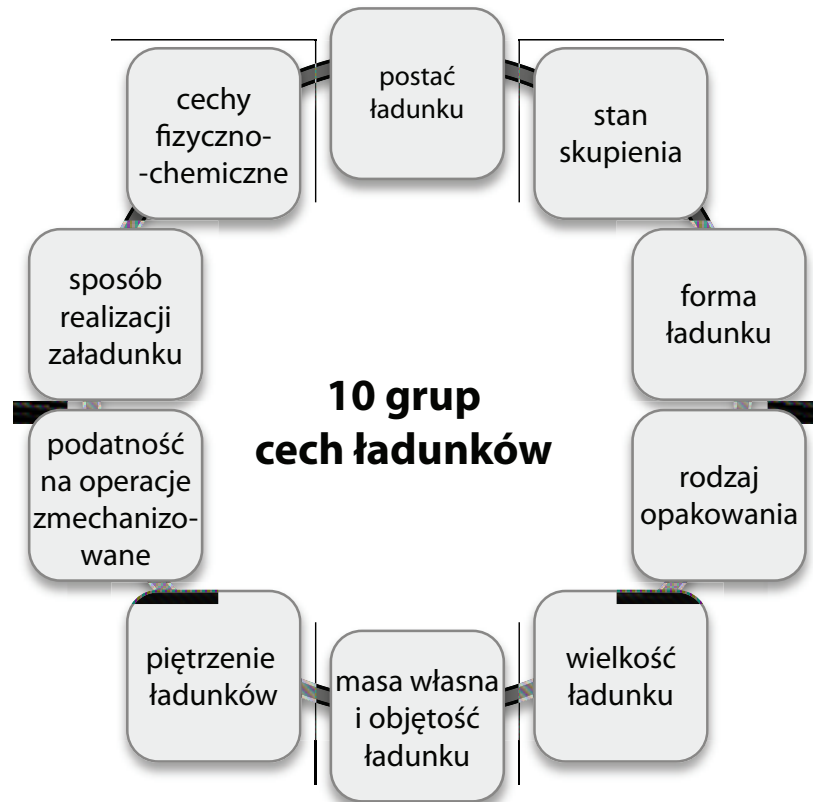 postać
ładunku
stan
skupienia
forma
ładunku
rodzaj
opakowania
wielkość
ładunku
masa własna
i objętość
ładunku
piętrzenie
ładunków
podatność
na operacje
zmechanizo-
wane
sposób
realizacji
załadunku
cechy
fizyczno-
-chemiczne
10 grup
cech ładunków